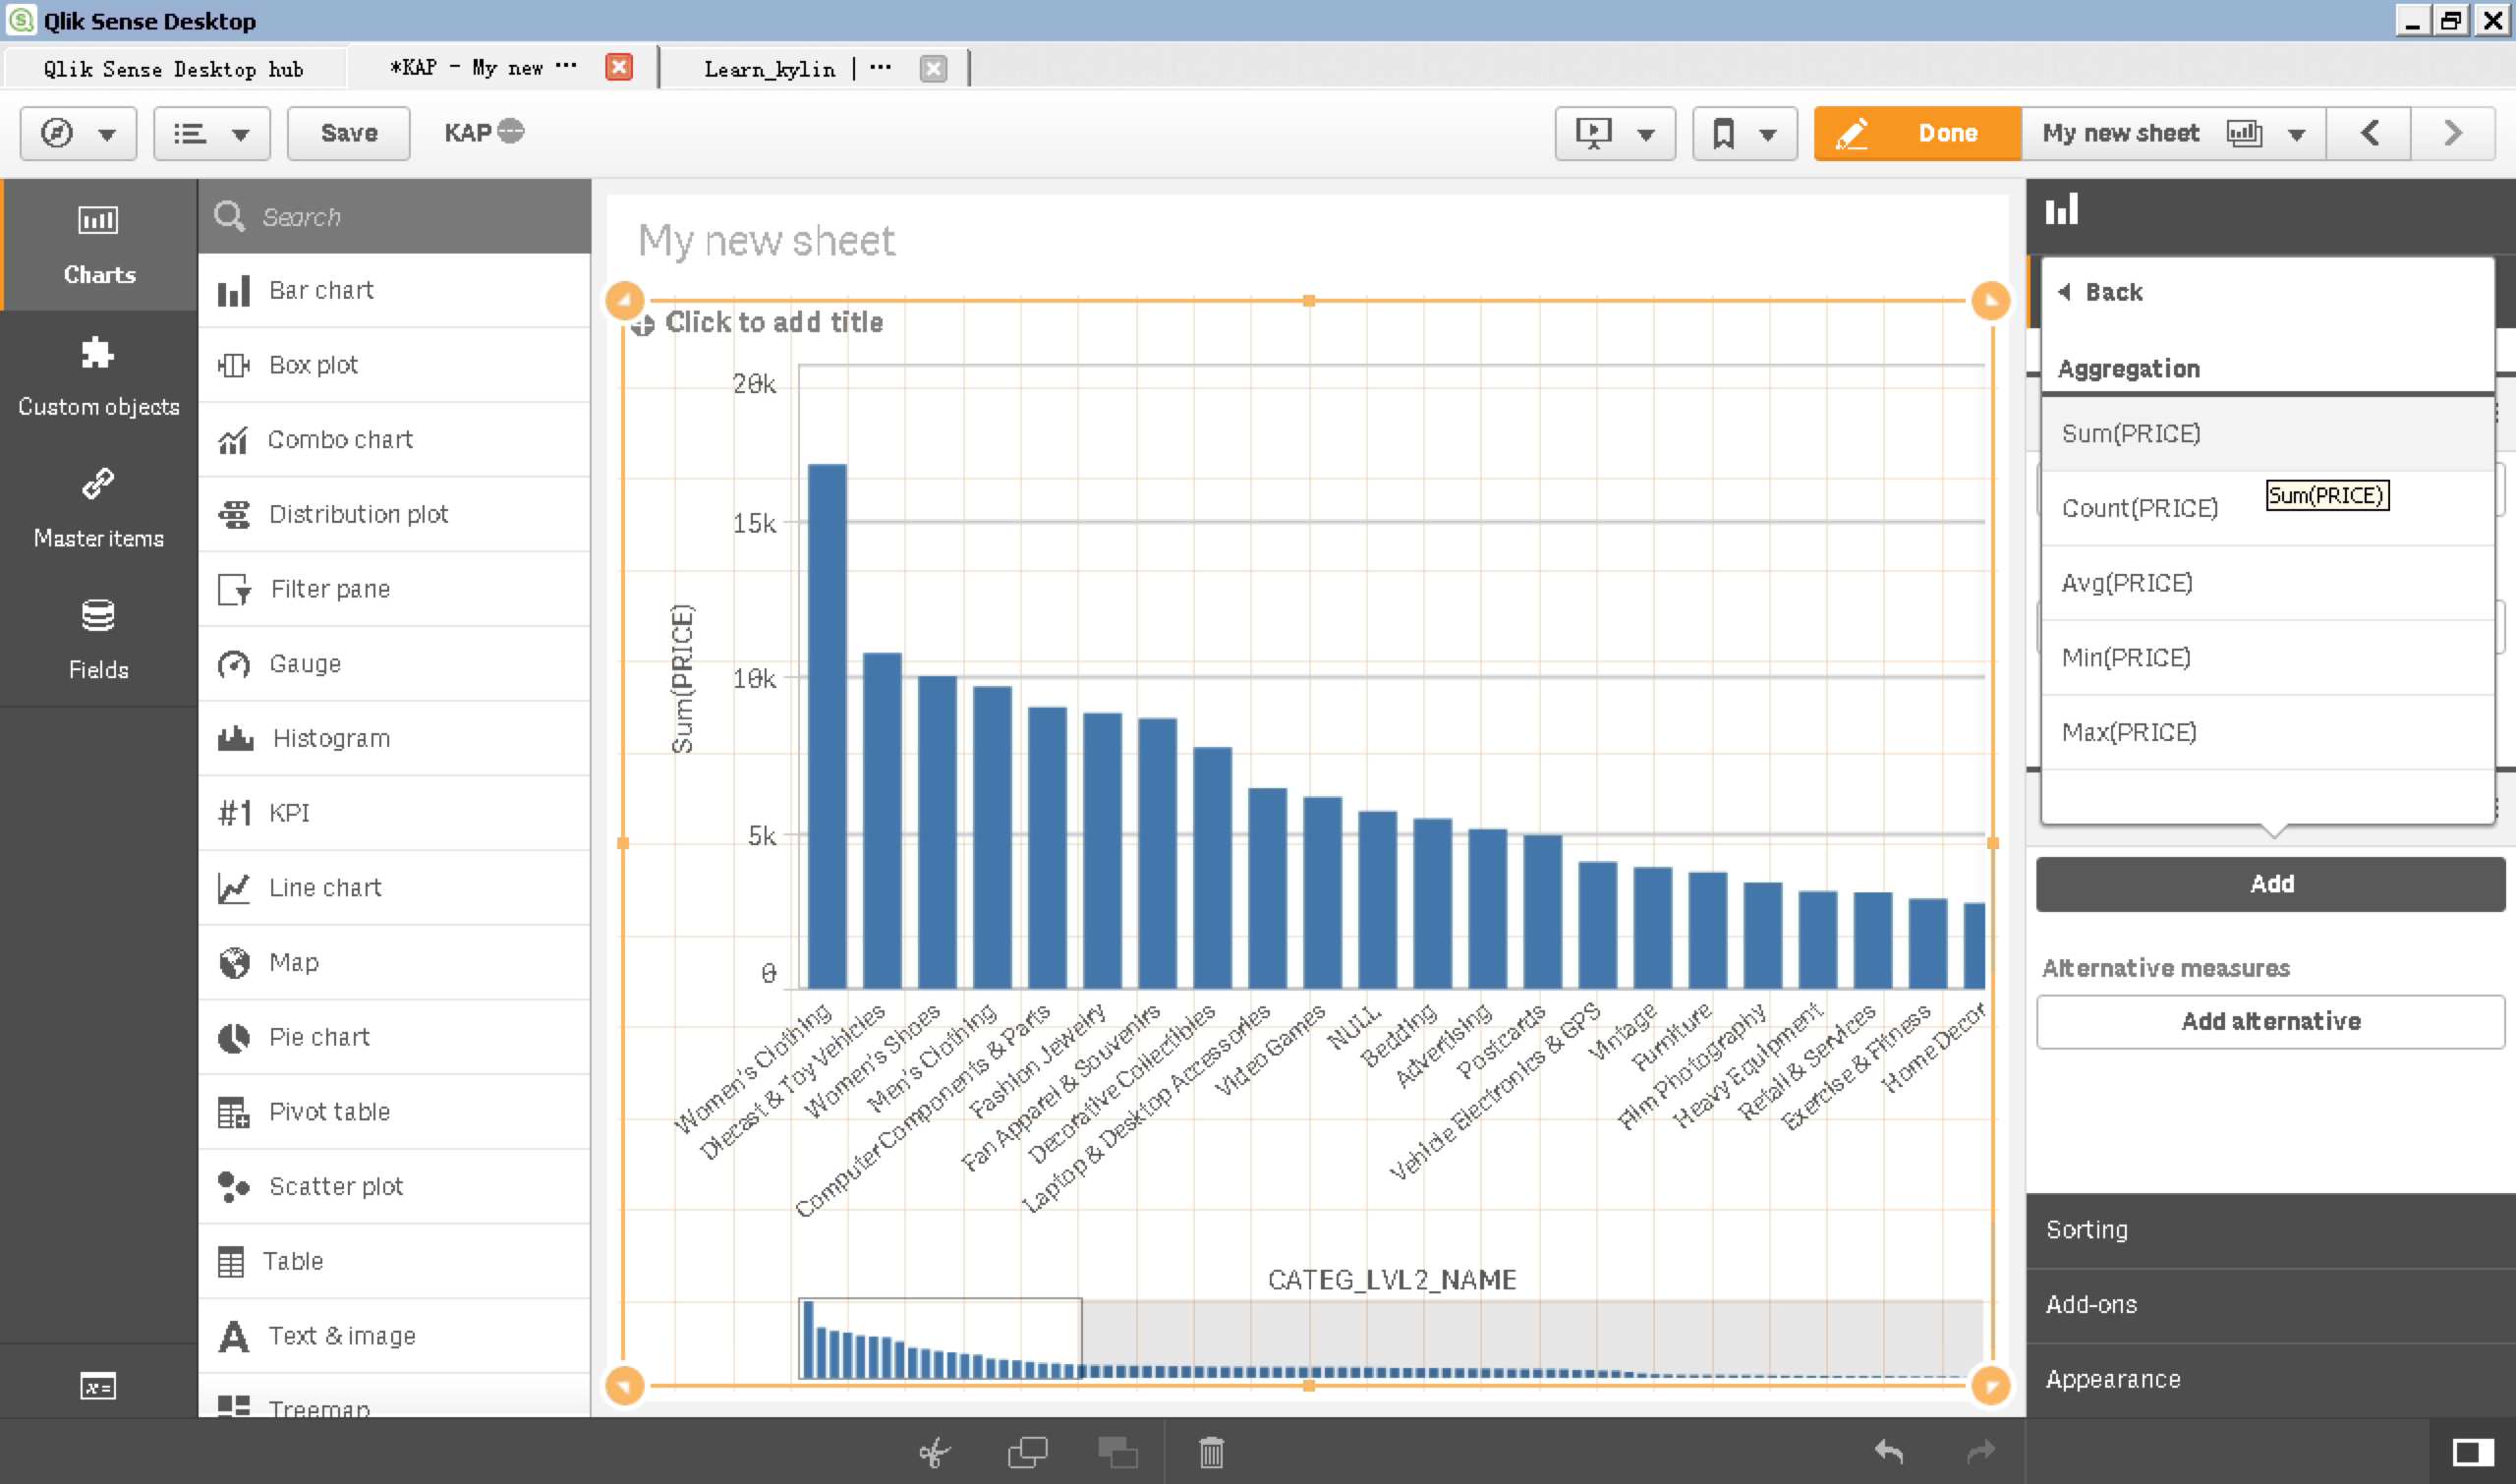 Qlik Sense Desktop
Qlik Sense Desktop hub
*KAP - My new ···
Learn_kylin | ···
Save
KAP
Done
My new sheet
Charts
Custom objects
Master items
Fields
Search
Bar chart
Box plot
Combo chart
Distribution plot
Filter pane
Gauge
Histogram
#1 KPI
Line chart
Map
Pie chart
Pivot table
Scatter plot
Table
A Text & image
Treemap
x=
My new sheet
Click to add title
20k
15k
10k
5k
0
Sum(PRICE)
Women's Clothing
Diecast & Toy Vehicles
Women's Shoes
Men's Clothing
Computer Components & Parts
Fashion Jewelry
Fan Apparel & Souvenirs
Decorative Collectibles
Laptop & Desktop Accessories
Video Games
NULL
Bedding
Advertising
Postcards
Vehicle Electronics & GPS
Vintage
Furniture
Film Photography
Heavy Equipment
Retail & Services
Exercise & Fitness
Home Decor
CATEG_LVL2_NAME
Back
Aggregation
Sum(PRICE)
Sum(PRICE)
Count(PRICE)
Avg(PRICE)
Min(PRICE)
Max(PRICE)
Add
Alternative measures
Add alternative
Sorting
Add-ons
Appearance